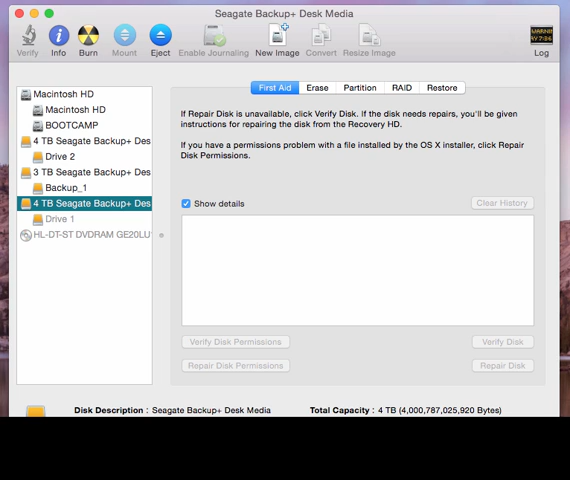 Seagate Backup+ Desk Media
Verify Info Burn Mount Eject Enable Journaling New Image Convert Resize Image Log
WARNI
First Aid Erase Partition RAID Restore
Macintosh HD
Macintosh HD
BOOTCAMP
4 TB Seagate Backup+ Des
Drive 2
3 TB Seagate Backup+ Des
Backup_1
4 TB Seagate Backup+ Des
Drive 1
HL-DT-ST DVDRAM GE20LU
If Repair Disk is unavailable, click Verify Disk. If the disk needs repairs, you'll be given
instructions for repairing the disk from the Recovery HD.
If you have a permissions problem with a file installed by the OS X installer, click Repair
Disk Permissions.
Show details Clear History
Verify Disk Permissions Verify Disk
Repair Disk Permissions Repair Disk
Disk Description : Seagate Backup+ Desk Media Total Capacity : 4 TB (4,000,787,025,920 Bytes)